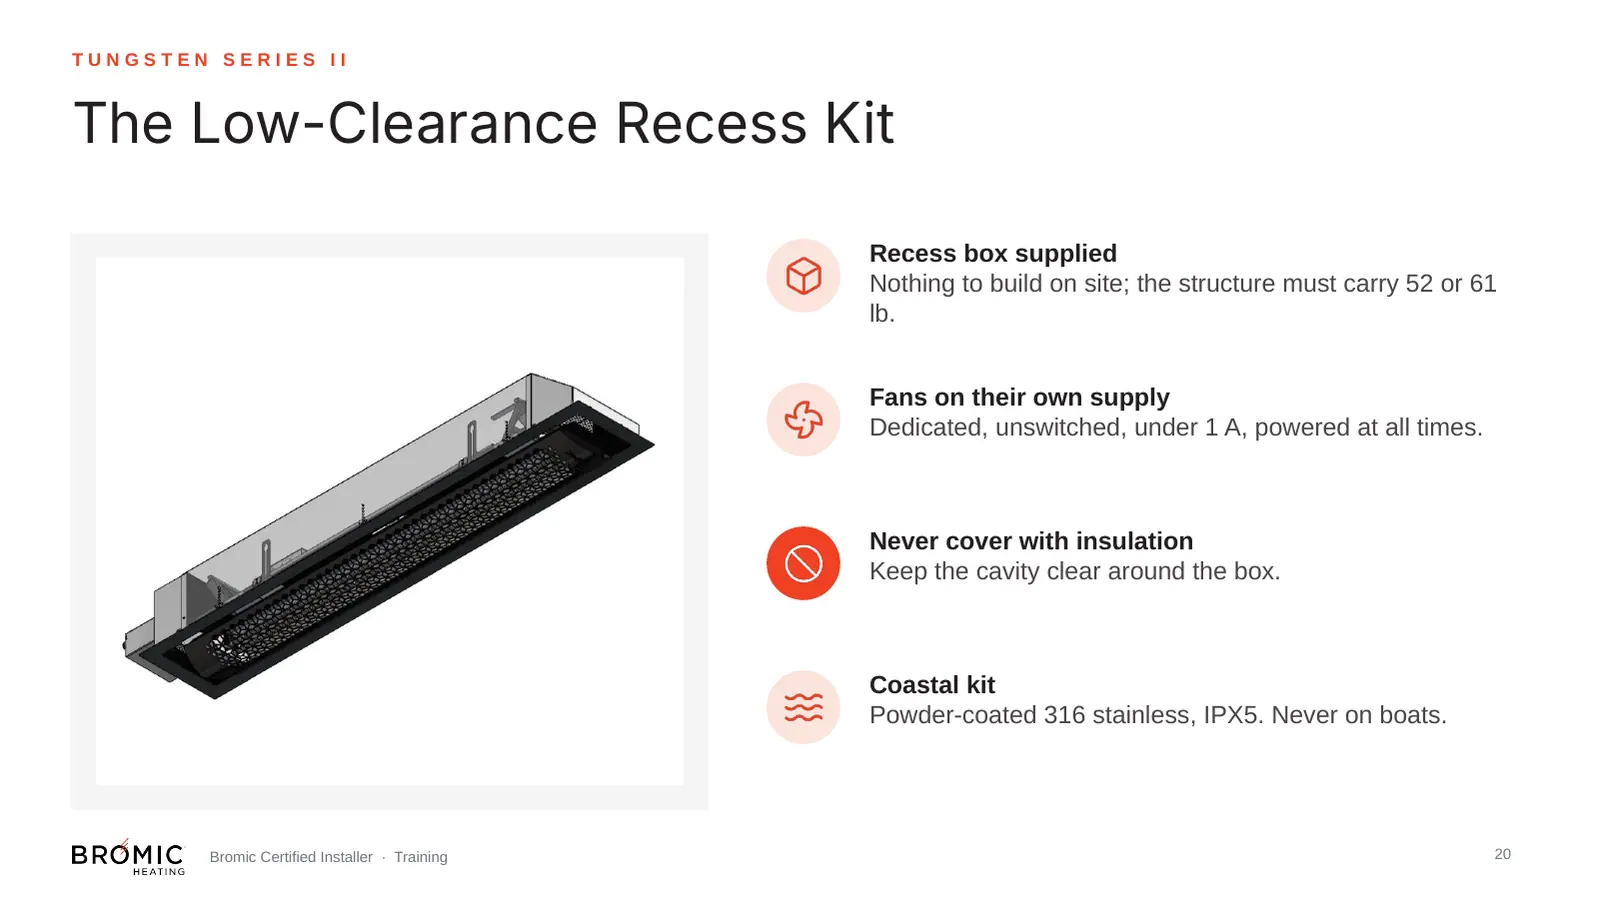 TUNGSTEN SERIES II
The Low-Clearance Recess Kit
Recess box supplied
Nothing to build on site; the structure must carry 52 or 61
lb.
Fans on their own supply
Dedicated, unswitched, under 1 A, powered at all times.
Never cover with insulation
Keep the cavity clear around the box.
Coastal kit
Powder-coated 316 stainless, IPX5. Never on boats.
BROMIC
HEATING
Bromic Certified Installer · Training
20